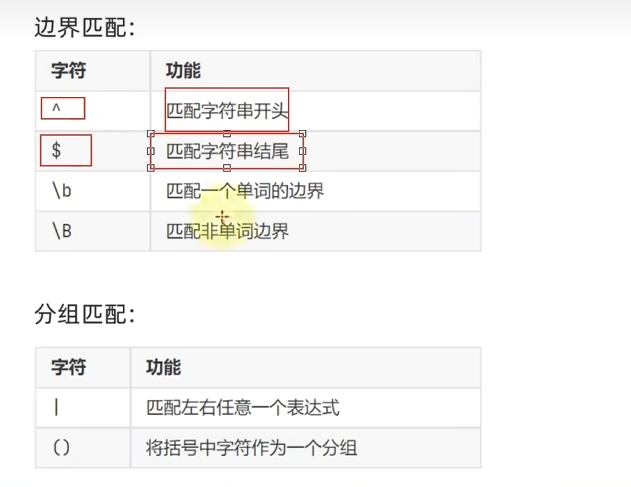 边界匹配：
字符 功能
^ 匹配字符串开头
$ 匹配字符串结尾
\b 匹配一个单词的边界
\B 匹配非单词边界
分组匹配：
字符 功能
| 匹配左右任意一个表达式
() 将括号中字符作为一个分组